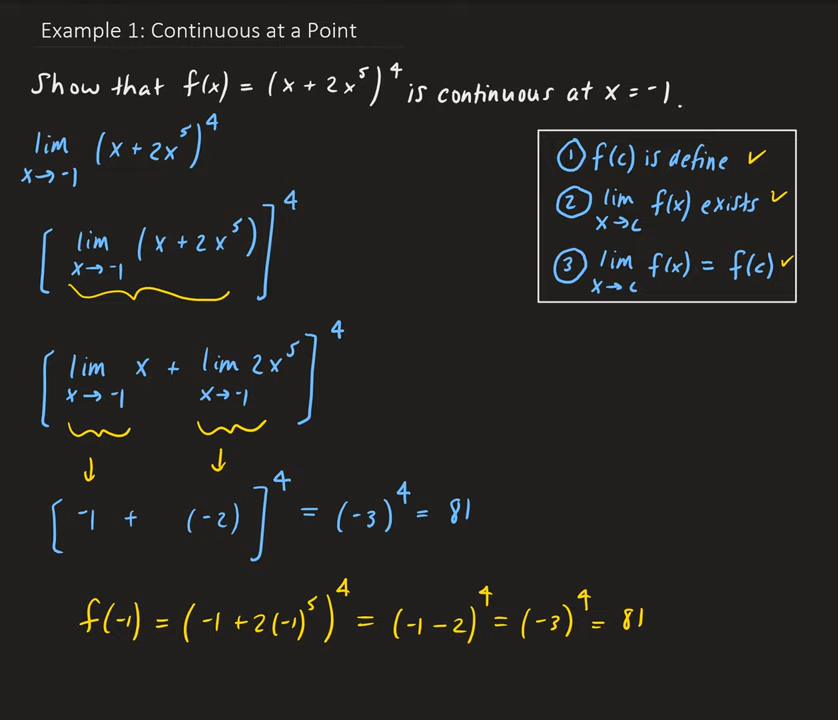 Example 1: Continuous at a Point
Show that f(x) = (x + 2x⁵)⁴ is continuous at x = -1.
lim (x + 2x⁵)⁴
x→-1
[ lim (x + 2x⁵) ]⁴
x→-1
[ lim x + lim 2x⁵ ]⁴
x→-1 x→-1
[ -1 + (-2) ]⁴ = (-3)⁴ = 81
f(-1) = (-1 + 2(-1)⁵)⁴ = (-1 - 2)⁴ = (-3)⁴ = 81
① f(c) is define ✓
② lim f(x) exists ✓
x→c
③ lim f(x) = f(c) ✓
x→c